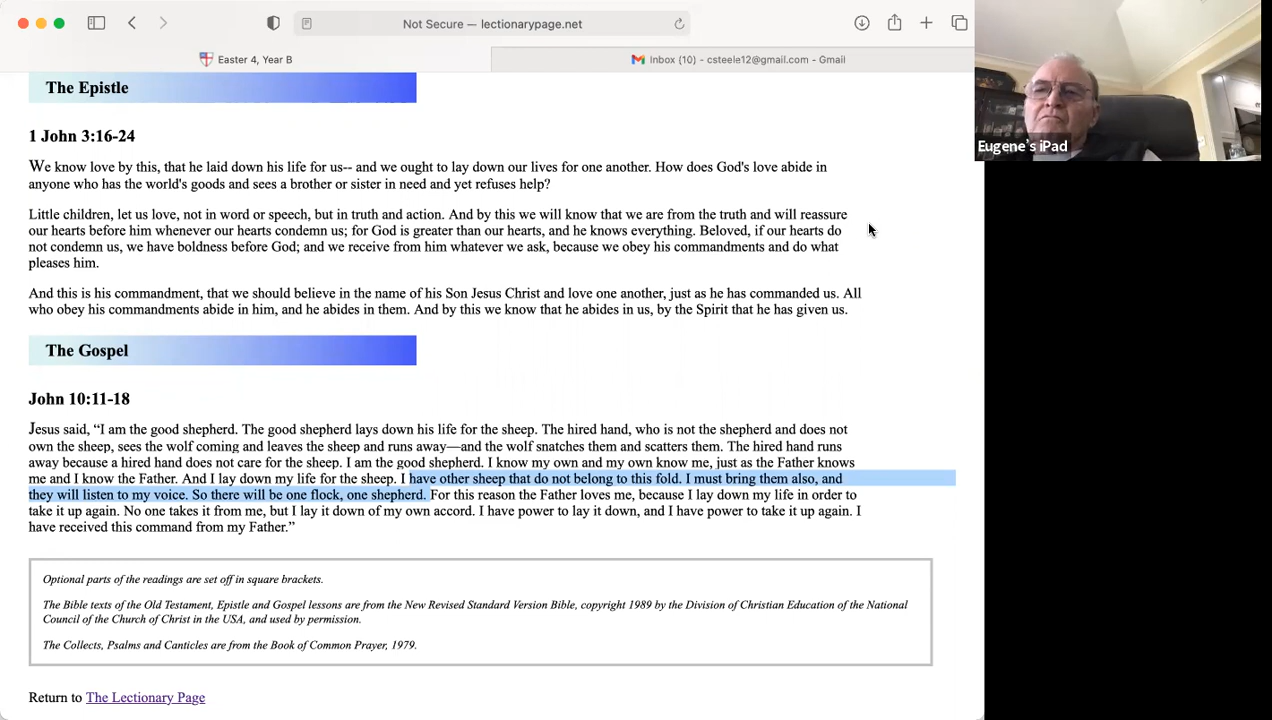 Not Secure — lectionarypage.net
Easter 4, Year B
Inbox (10) - csteele12@gmail.com - Gmail
Eugene's iPad
The Epistle
1 John 3:16-24
We know love by this, that he laid down his life for us-- and we ought to lay down our lives for one another. How does God's love abide in
anyone who has the world's goods and sees a brother or sister in need and yet refuses help?
Little children, let us love, not in word or speech, but in truth and action. And by this we will know that we are from the truth and will reassure
our hearts before him whenever our hearts condemn us; for God is greater than our hearts, and he knows everything. Beloved, if our hearts do
not condemn us, we have boldness before God; and we receive from him whatever we ask, because we obey his commandments and do what
pleases him.
And this is his commandment, that we should believe in the name of his Son Jesus Christ and love one another, just as he has commanded us. All
who obey his commandments abide in him, and he abides in them. And by this we know that he abides in us, by the Spirit that he has given us.
The Gospel
John 10:11-18
Jesus said, “I am the good shepherd. The good shepherd lays down his life for the sheep. The hired hand, who is not the shepherd and does not
own the sheep, sees the wolf coming and leaves the sheep and runs away—and the wolf snatches them and scatters them. The hired hand runs
away because a hired hand does not care for the sheep. I am the good shepherd. I know my own and my own know me, just as the Father knows
me and I know the Father. And I lay down my life for the sheep. I have other sheep that do not belong to this fold. I must bring them also, and
they will listen to my voice. So there will be one flock, one shepherd. For this reason the Father loves me, because I lay down my life in order to
take it up again. No one takes it from me, but I lay it down of my own accord. I have power to lay it down, and I have power to take it up again. I
have received this command from my Father.”
Optional parts of the readings are set off in square brackets.
The Bible texts of the Old Testament, Epistle and Gospel lessons are from the New Revised Standard Version Bible, copyright 1989 by the Division of Christian Education of the National
Council of the Church of Christ in the USA, and used by permission.
The Collects, Psalms and Canticles are from the Book of Common Prayer, 1979.
Return to The Lectionary Page